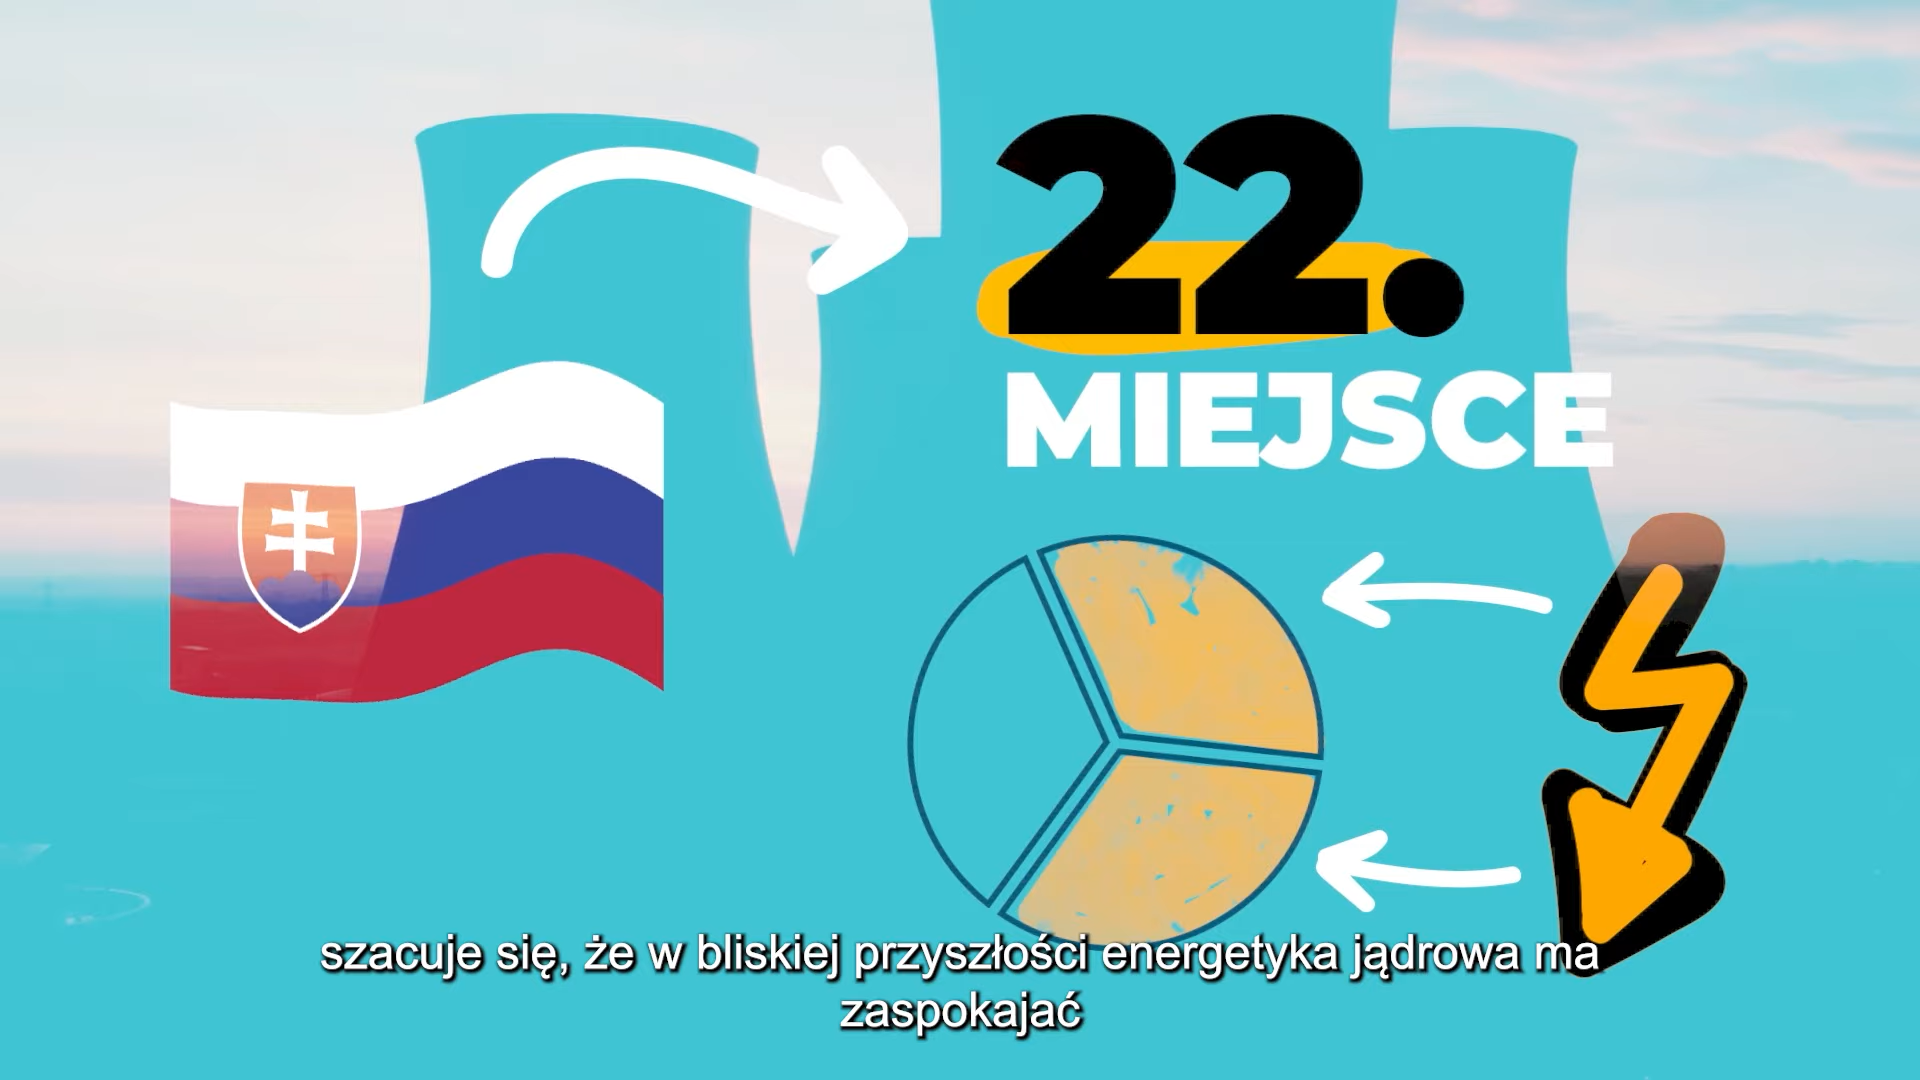 22.
MIEJSCE
szacuje się, że w bliskiej przyszłości energetyka jądrowa ma
zaspokajać